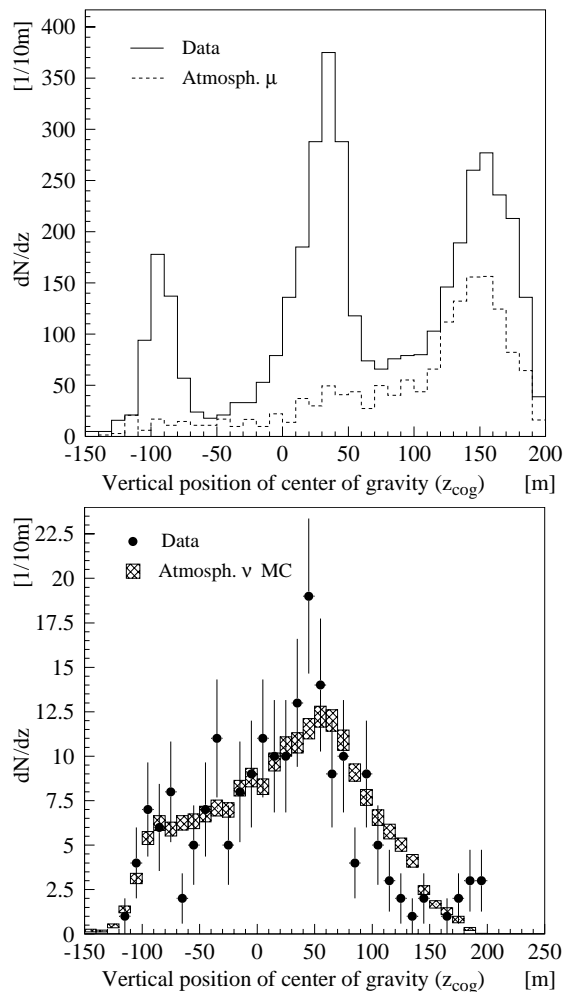 [1/10m]
dN/dz
400
350
300
250
200
150
100
50
0
Data
Atmosph. μ
-150 -100 -50 0 50 100 150 200
Vertical position of center of gravity (z_cog) [m]
[1/10m]
dN/dz
22.5
20
17.5
15
12.5
10
7.5
5
2.5
0
Data
Atmosph. ν MC
-150 -100 -50 0 50 100 150 200 250
Vertical position of center of gravity (z_cog) [m]